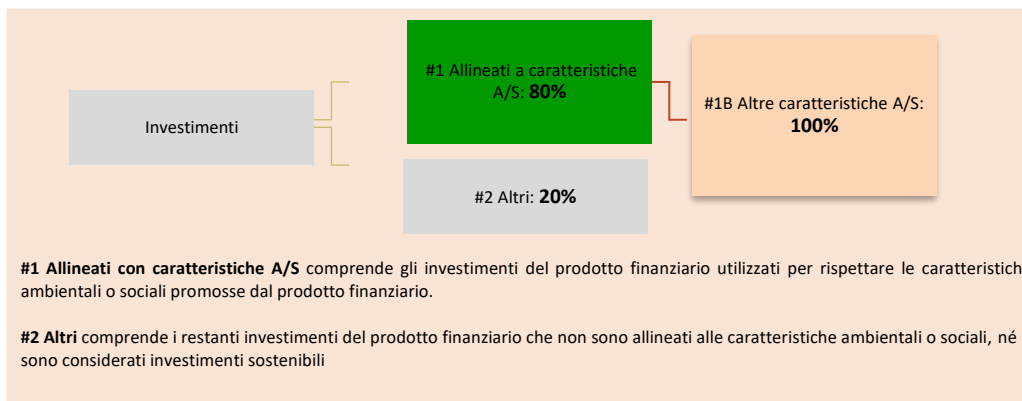 #1 Allineati a caratteristiche
A/S: 80%
#1B Altre caratteristiche A/S:
100%
Investimenti
#2 Altri: 20%
#1 Allineati con caratteristiche A/S comprende gli investimenti del prodotto finanziario utilizzati per rispettare le caratteristich
ambientali o sociali promosse dal prodotto finanziario.
#2 Altri comprende i restanti investimenti del prodotto finanziario che non sono allineati alle caratteristiche ambientali o sociali, né
sono considerati investimenti sostenibili